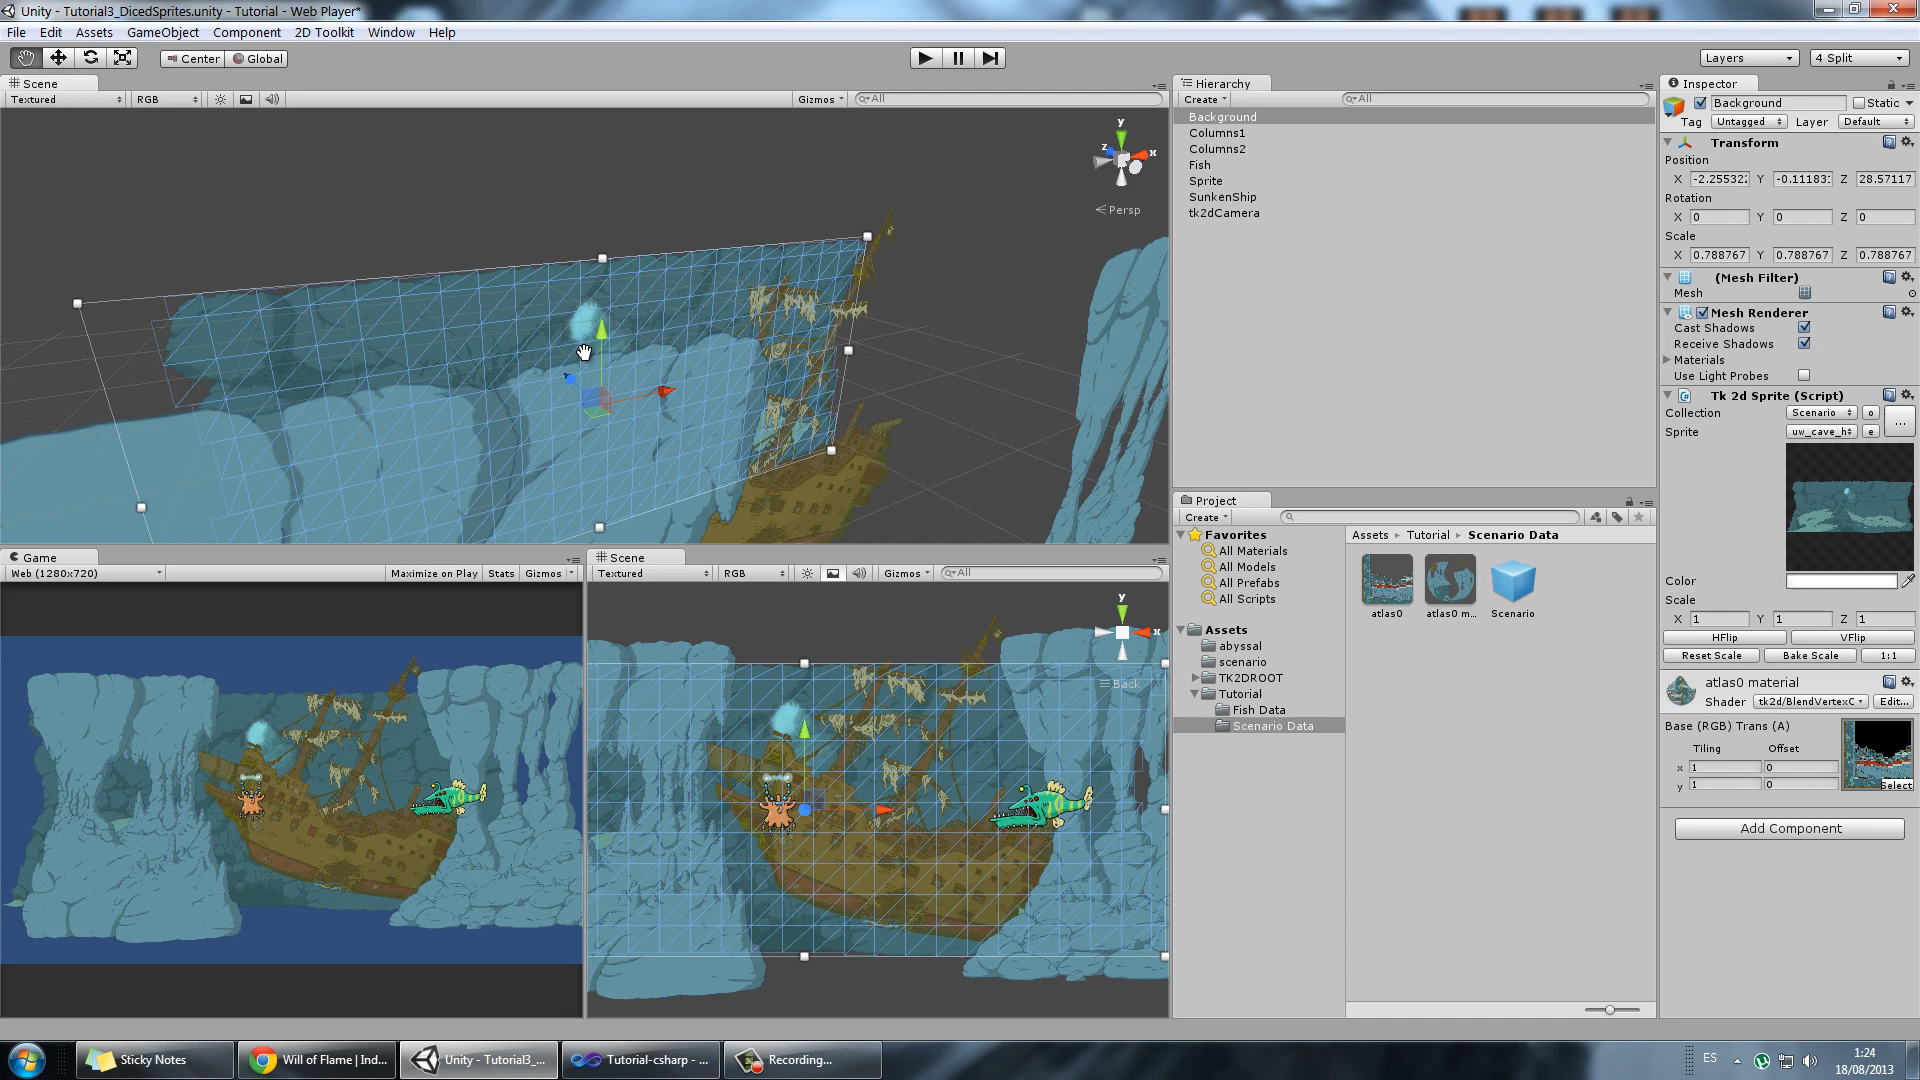 Unity - Tutorial3_DicedSprites.unity - Tutorial - Web Player*
File Edit Assets GameObject Component 2D Toolkit Window Help
Center Global
Layers 4 Split
Scene
Textured RGB Gizmos All
y
z x
Persp
Game
Web (1280x720) Maximize on Play Stats Gizmos
Scene
Textured RGB Gizmos All
y
x
Back
Hierarchy
Create All
Background
Columns1
Columns2
Fish
Sprite
SunkenShip
tk2dCamera
Project
Create
Favorites
All Materials
All Models
All Prefabs
All Scripts
Assets
abyssal
scenario
TK2DROOT
Tutorial
Fish Data
Scenario Data
Assets Tutorial Scenario Data
atlas0 atlas0 m... Scenario
Inspector
Background Static
Tag Untagged Layer Default
Transform
Position
X -2.255322 Y -0.11183 Z 28.57117
Rotation
X 0 Y 0 Z 0
Scale
X 0.788767 Y 0.788767 Z 0.788767
(Mesh Filter)
Mesh
Mesh Renderer
Cast Shadows
Receive Shadows
Materials
Use Light Probes
Tk 2d Sprite (Script)
Collection Scenario o ...
Sprite uw_cave_h e
Color
Scale
X 1 Y 1 Z 1
HFlip VFlip
Reset Scale Bake Scale 1:1
atlas0 material
Shader tk2d/BlendVertexC Edit...
Base (RGB) Trans (A)
Tiling Offset
x 1 0
y 1 0
Select
Add Component
Sticky Notes Will of Flame | Ind... Unity - Tutorial3_... Tutorial-csharp - ... Recording...
ES
1:24
18/08/2013